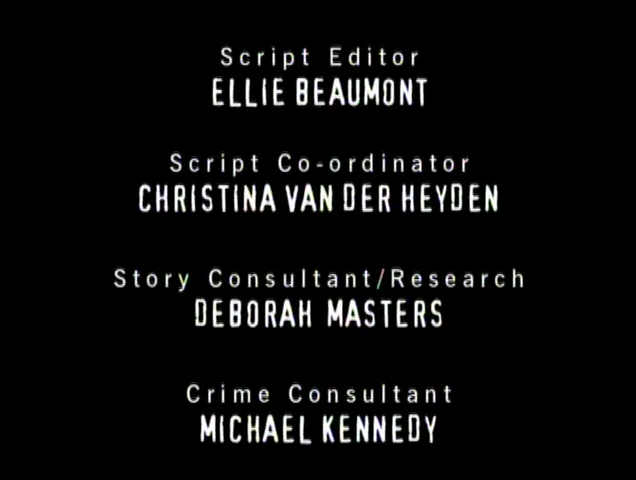 Script Editor
ELLIE BEAUMONT
Script Co-ordinator
CHRISTINA VAN DER HEYDEN
Story Consultant/Research
DEBORAH MASTERS
Crime Consultant
MICHAEL KENNEDY